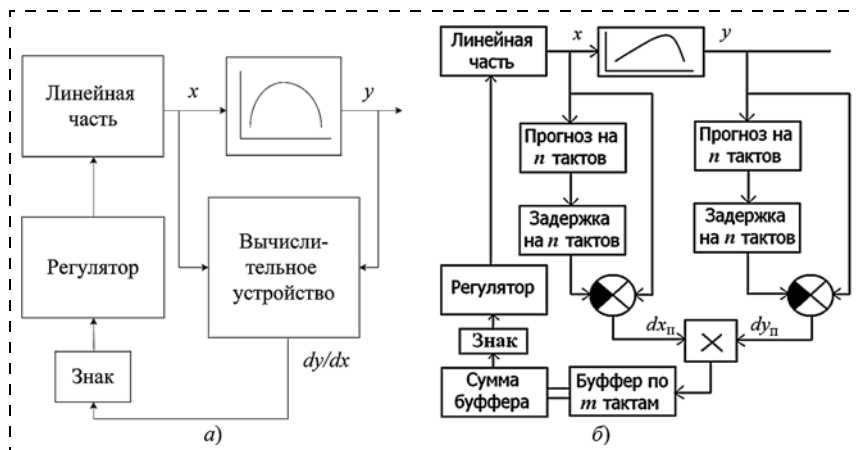 Линейная
часть
x
y
Регулятор
Вычисли-
тельное
устройство
Знак
dy/dx
а)
Линейная
часть
x
y
Прогноз на
n тактов
Прогноз на
n тактов
Задержка
на n тактов
Задержка
на n тактов
Регулятор
Знак
dxп
dyп
Сумма
буффера
Буффер по
m тактам
б)